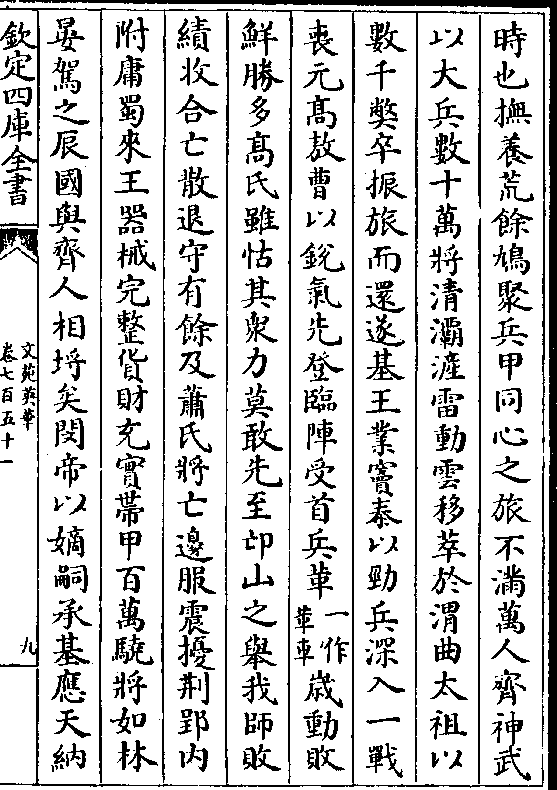 時也撫養荒餘鳩聚兵甲同心之旅不滿萬人齊神武
以大兵數十萬將清灞滻雷動雲移萃於渭曲太祖以
數千獘卒振旅而還遂基王業竇泰以勁兵深入一戰
喪元高敖曹以銳氣先登臨陣受首兵革一作革車歲動敗
鮮勝多高氏雖怙其衆力莫敢先至邙山之舉我師敗
績收合亡散退守有餘及蕭氏將亡邊服震擾荆郢内
附庸蜀來王器械完整貨財充實帶甲百萬驍將如林
晏駕之辰國與齊人相埒矣閔帝以嫡嗣承基應天納
欽定四庫全書
文苑英華
卷七百五十一
九